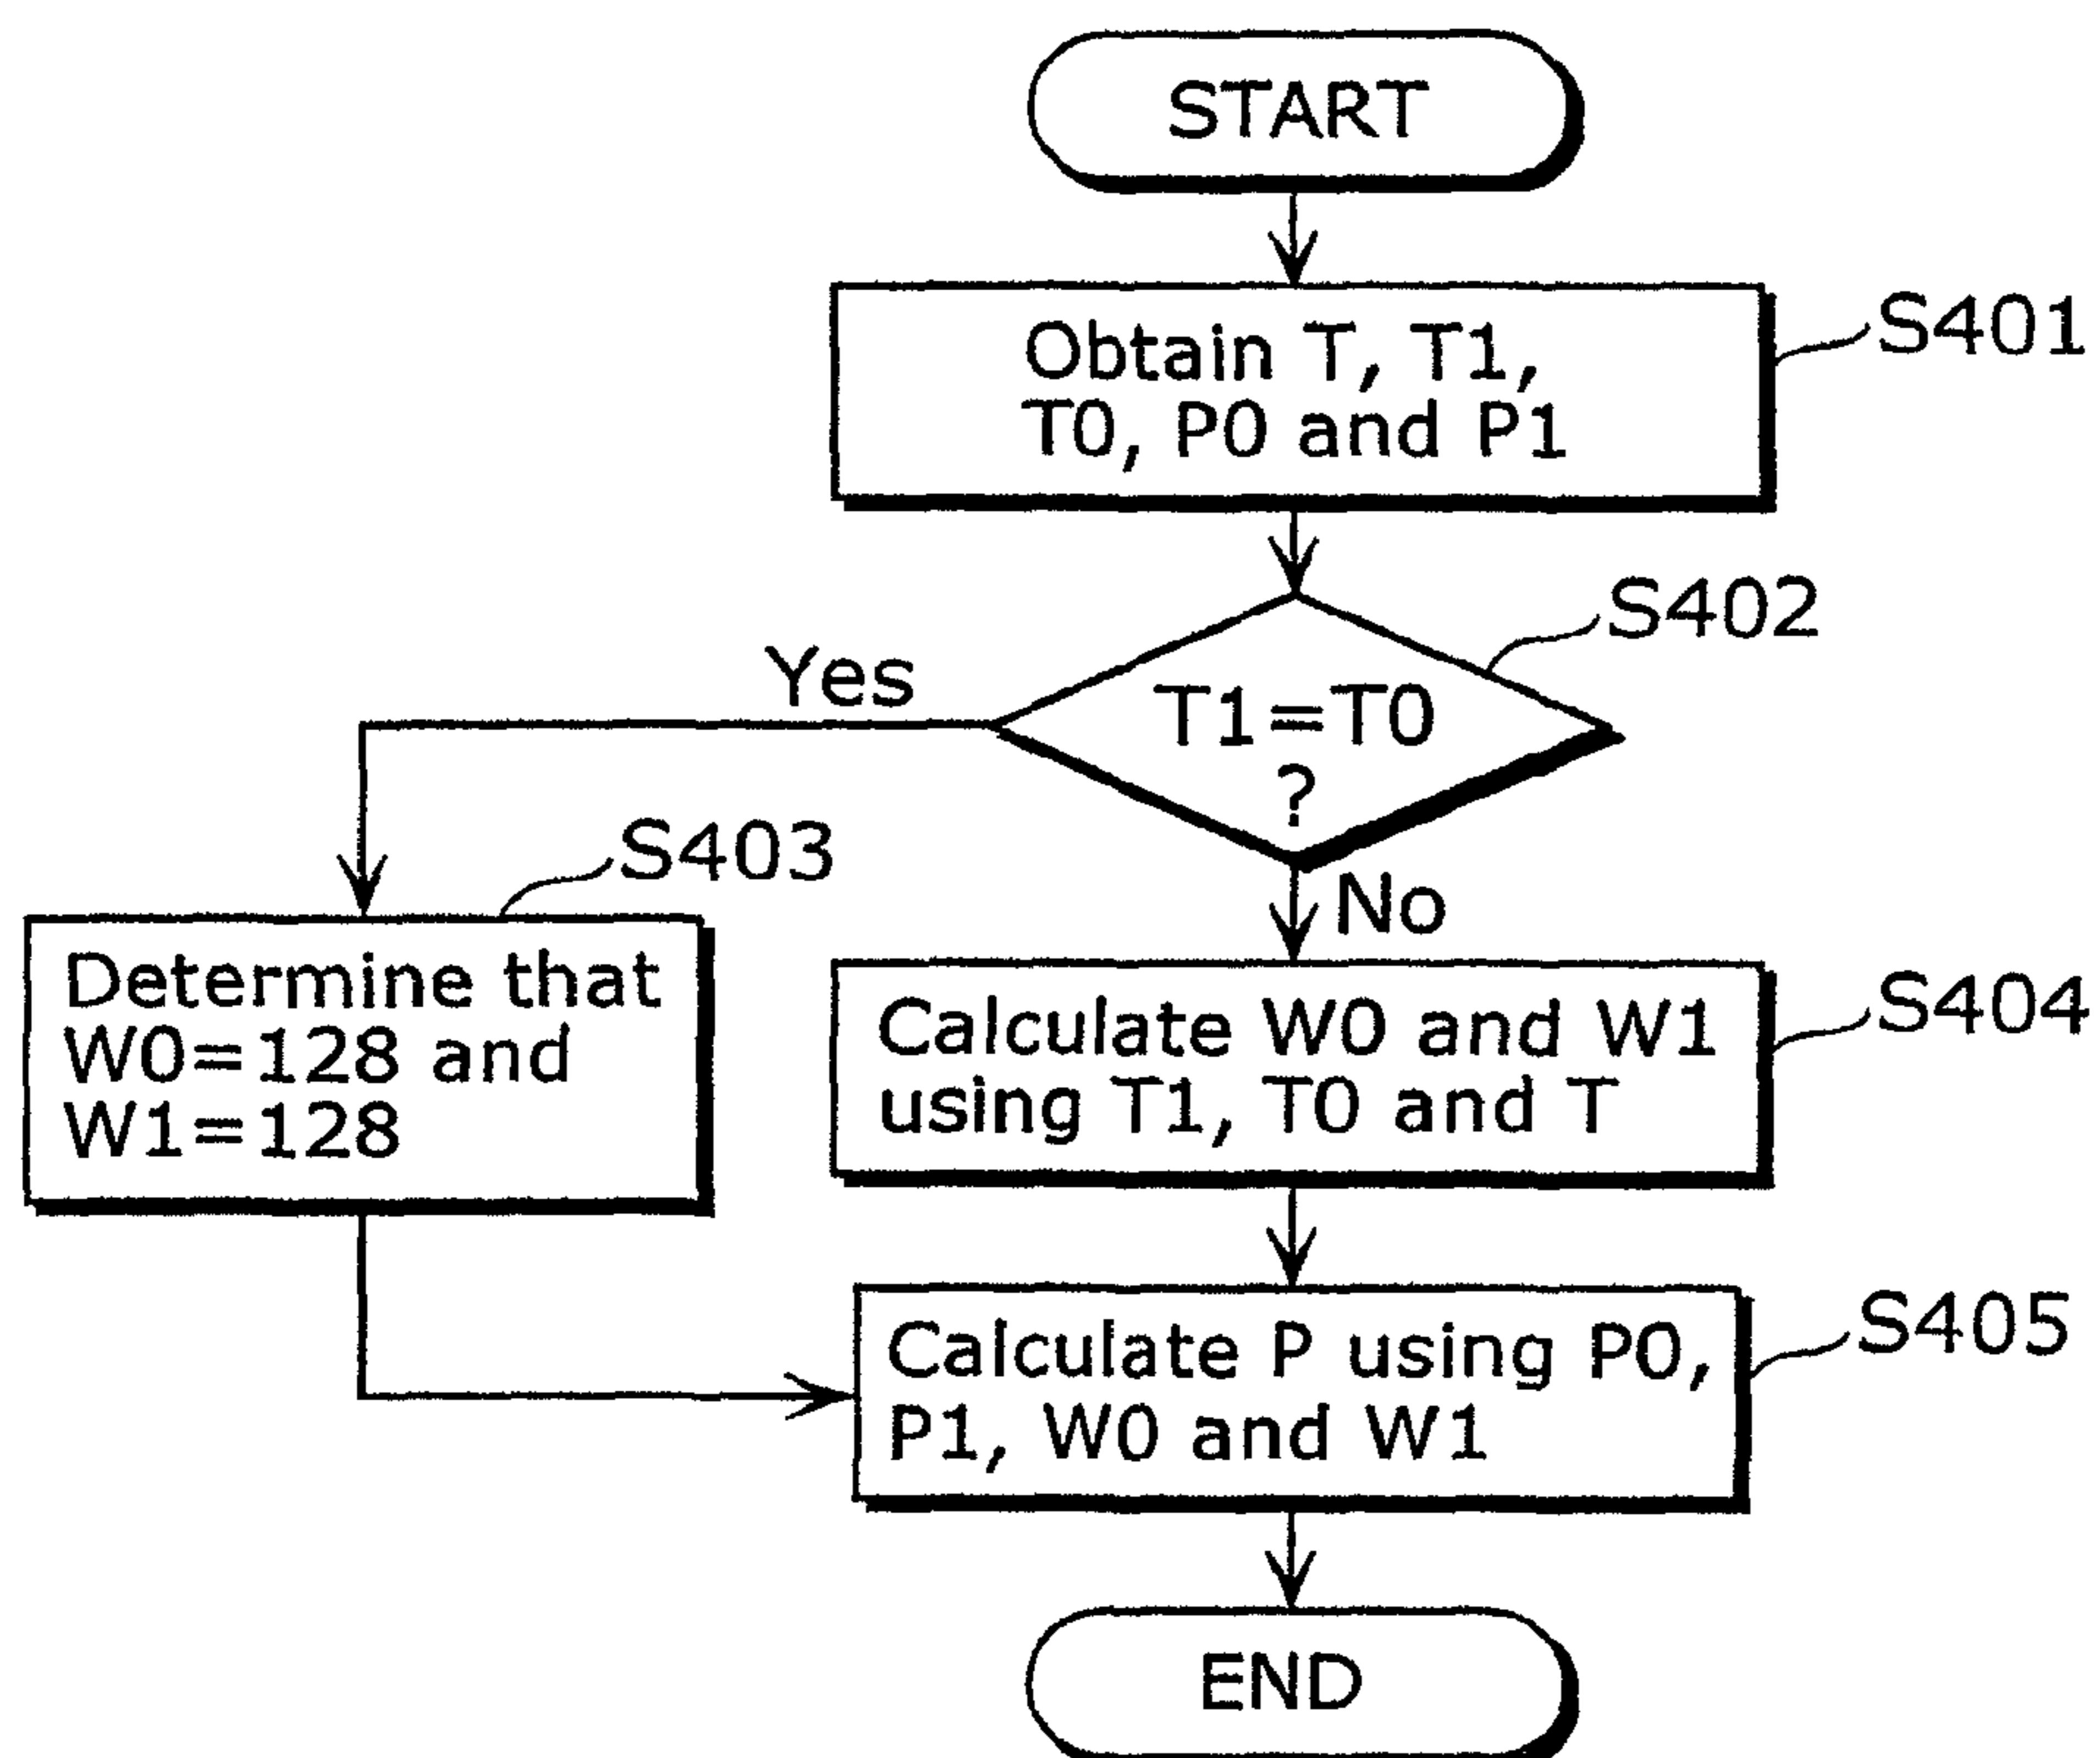 START
Obtain T, T1,
T0, P0 and P1
S401
S402
T1=T0
?
Yes
No
S403
Determine that
W0=128 and
W1=128
Calculate W0 and W1
using T1, T0 and T
S404
Calculate P using P0,
P1, W0 and W1
S405
END